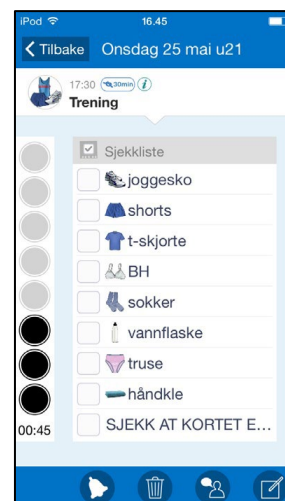 iPod 16.45
Tilbake Onsdag 25 mai u21
17:30 30min i
Trening
Sjekkliste
joggesko
shorts
t-skjorte
BH
sokker
vannflaske
truse
håndkle
00:45 SJEKK AT KORTET E...